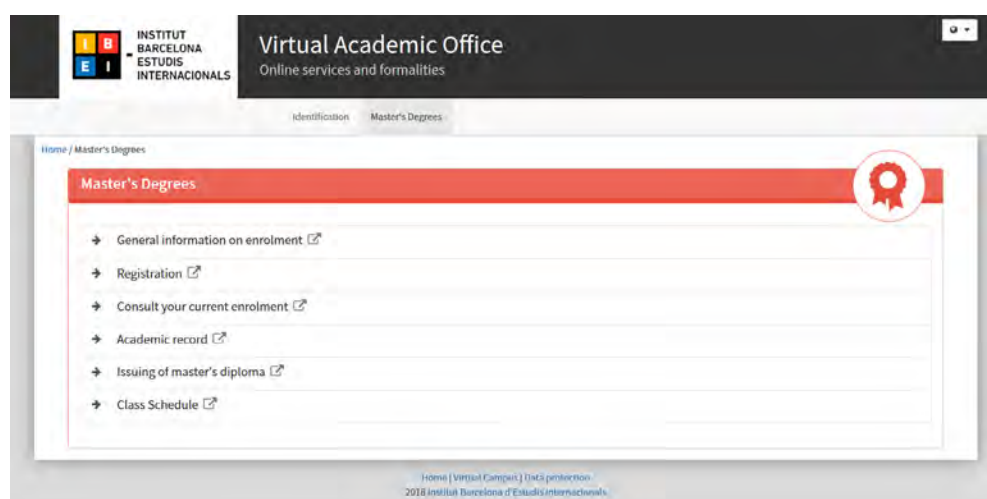 I B
E I
INSTITUT
BARCELONA
ESTUDIS
INTERNACIONALS
Virtual Academic Office
Online services and formalities
Identification Master's Degrees
Home / Master's Degrees
Master's Degrees
General information on enrolment
Registration
Consult your current enrolment
Academic record
Issuing of master's diploma
Class Schedule
Home | Virtual Campus | Data protection
2018 Institut Barcelona d'Estudis Internacionals